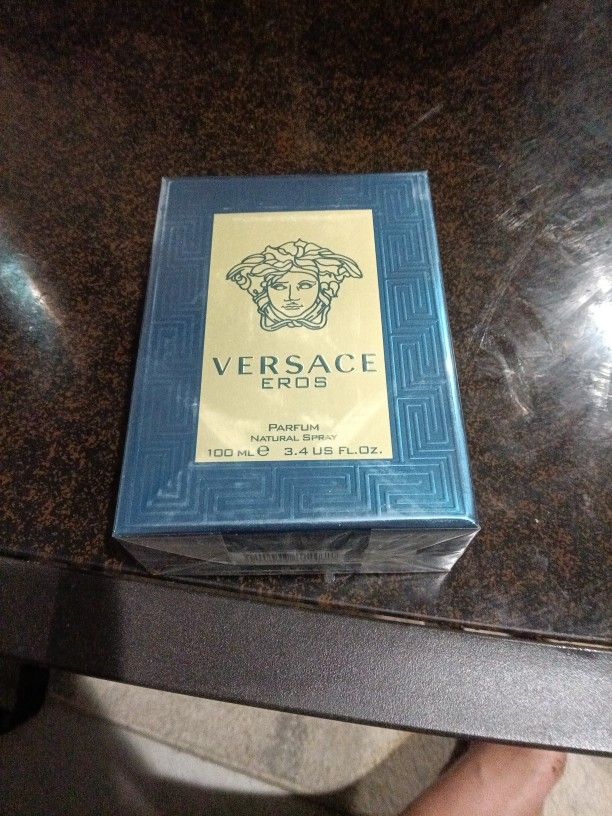 VERSACE
EROS
PARFUM
NATURAL SPRAY
100 ML ℮ 3.4 US FL.OZ.